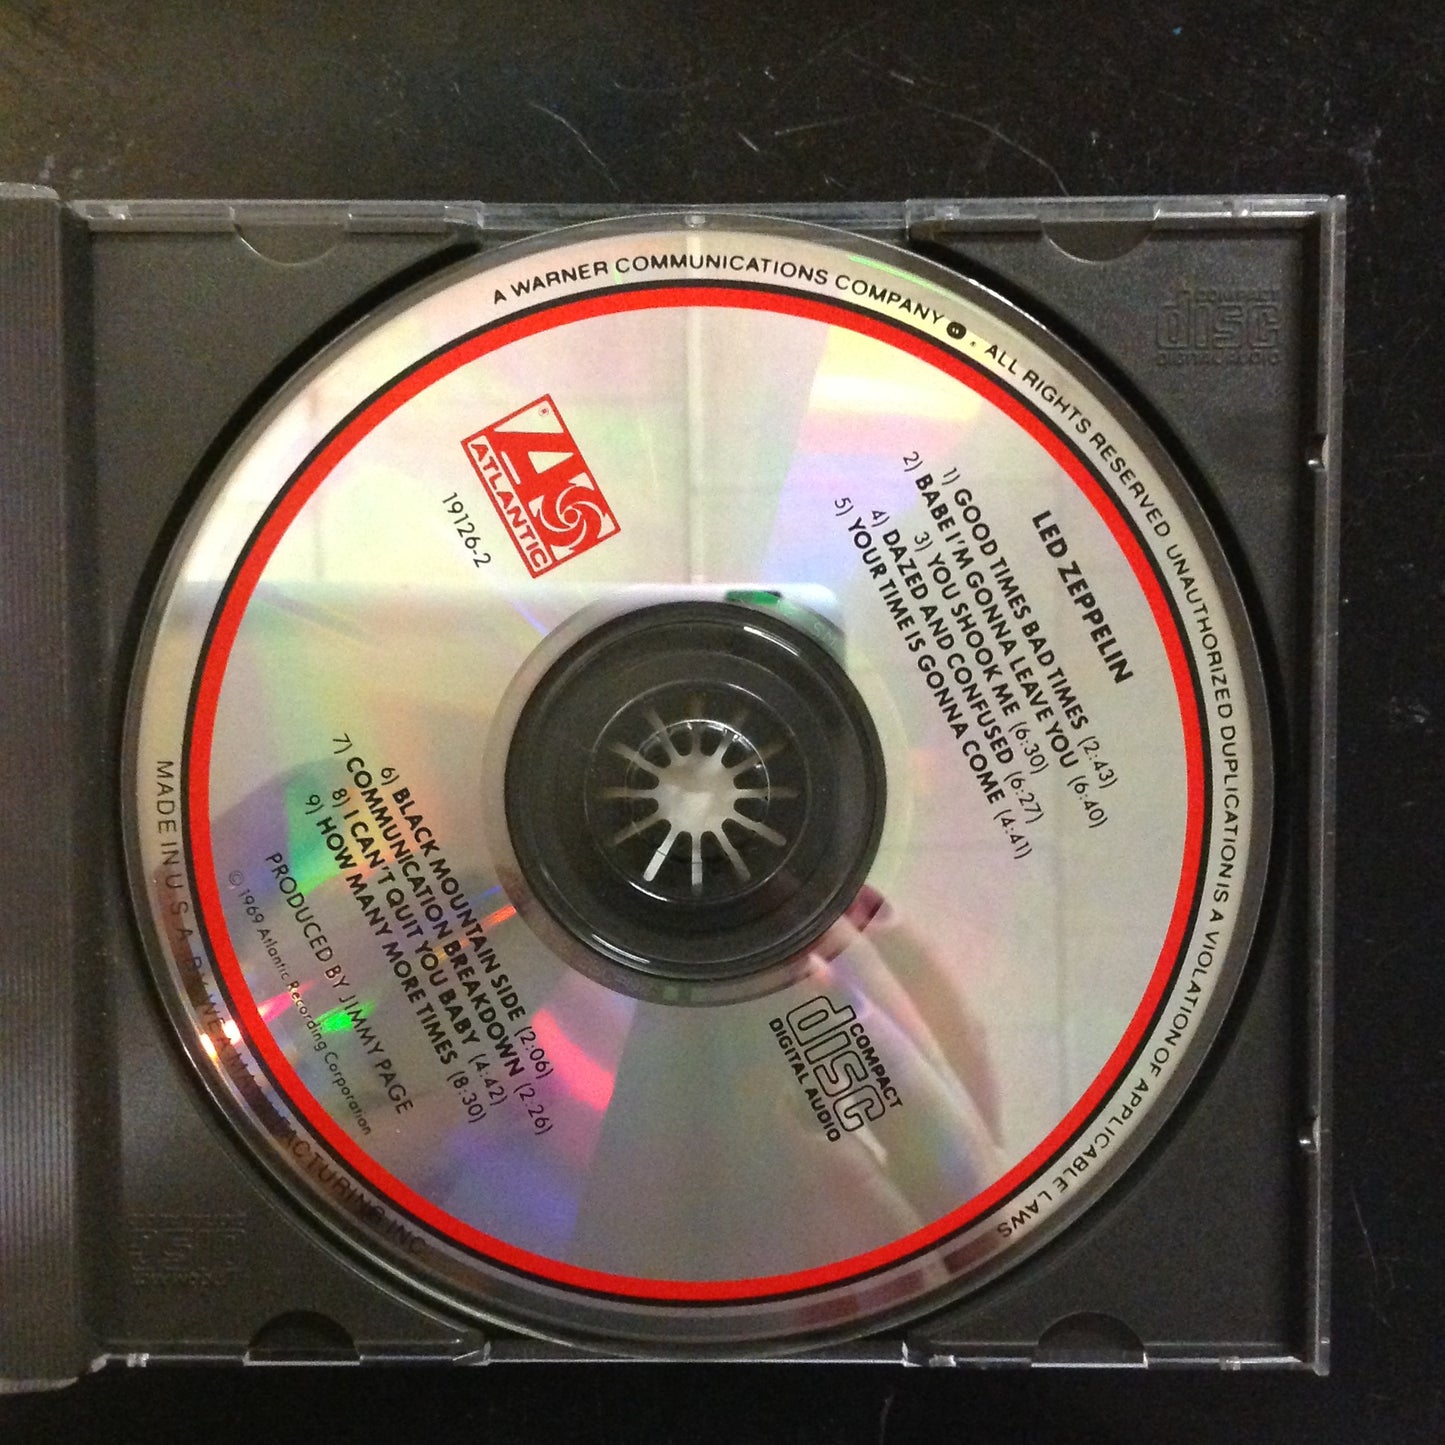 A WARNER COMMUNICATIONS COMPANY • ALL RIGHTS RESERVED UNAUTHORIZED DUPLICATION IS A VIOLATION OF APPLICABLE LAWS
LED ZEPPELIN
1) GOOD TIMES BAD TIMES (2:43)
2) BABE I'M GONNA LEAVE YOU (6:40)
3) YOU SHOOK ME (6:30)
4) DAZED AND CONFUSED (6:27)
5) YOUR TIME IS GONNA COME (4:41)
ATLANTIC
®
19126-2
COMPACT
disc
DIGITAL AUDIO
6) BLACK MOUNTAIN SIDE (2:06)
7) COMMUNICATION BREAKDOWN (2:26)
8) I CAN'T QUIT YOU BABY (4:42)
9) HOW MANY MORE TIMES (8:30)
PRODUCED BY JIMMY PAGE
© 1969 Atlantic Recording Corporation
MADE IN U.S.A. BY WEA MANUFACTURING INC.
COMPACT
disc
DIGITAL AUDIO